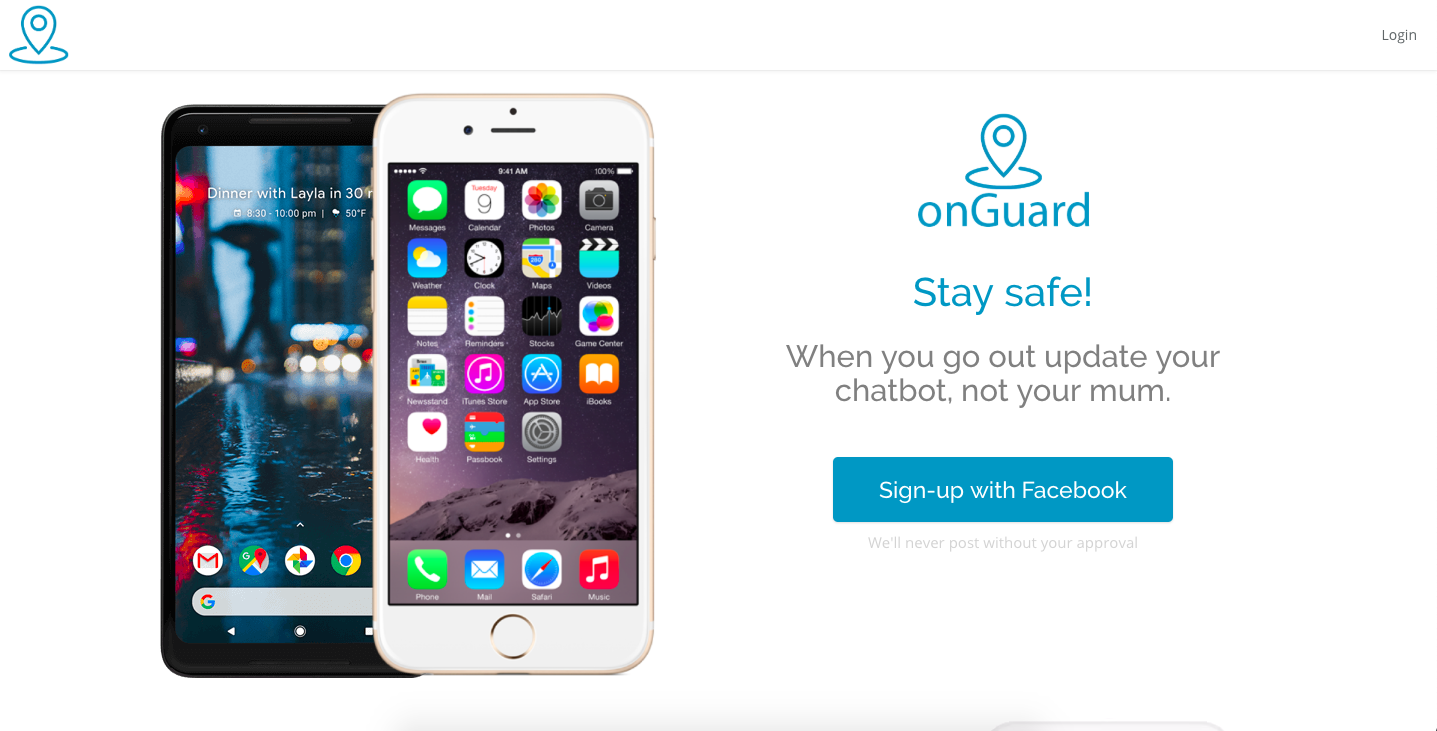 Login
Dinner with Layla in 30
8:30 - 10:00 pm | 50°F
9:41 AM 100%
Tuesday
9
Messages Calendar Photos Camera
280
Weather Clock Maps Videos
Notes Reminders Stocks Game Center
Newsstand iTunes Store App Store iBooks
Health Passbook Settings
Phone Mail Safari Music
onGuard
Stay safe!
When you go out update your
chatbot, not your mum.
Sign-up with Facebook
We'll never post without your approval